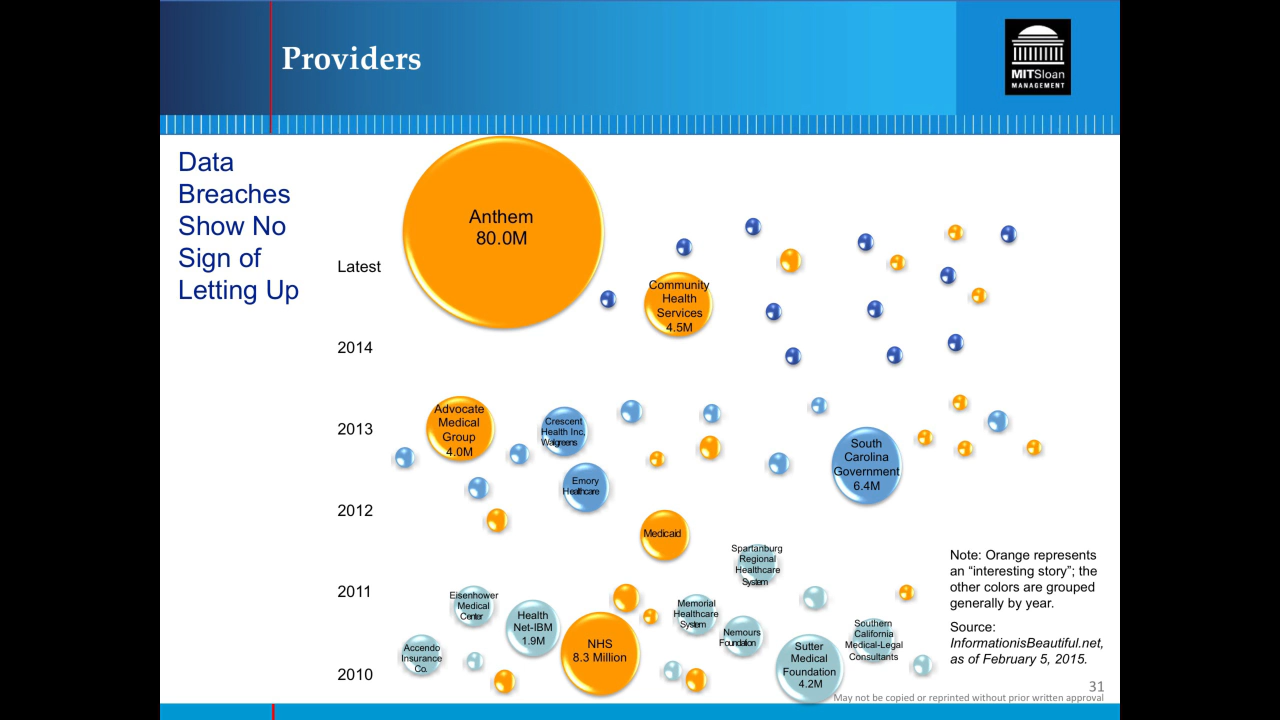 Providers
MITSloan
MANAGEMENT
Data
Breaches
Show No
Sign of
Letting Up
Anthem
80.0M
Latest
Community
Health
Services
4.5M
2014
Advocate
Medical
Group
4.0M
2013
Crescent
Health Inc,
Walgreens
South
Carolina
Government
6.4M
Emory
Healthcare
2012
Medicaid
Spartanburg
Regional
Healthcare
System
2011
Eisenhower
Medical
Center
Health
Net-IBM
1.9M
NHS
8.3 Million
Memorial
Healthcare
System
Nemours
Foundation
Sutter
Medical
Foundation
4.2M
Southern
California
Medical-Legal
Consultants
Accendo
Insurance
Co.
2010
Note: Orange represents
an “interesting story”; the
other colors are grouped
generally by year.
Source:
InformationisBeautiful.net,
as of February 5, 2015.
31
May not be copied or reprinted without prior written approval